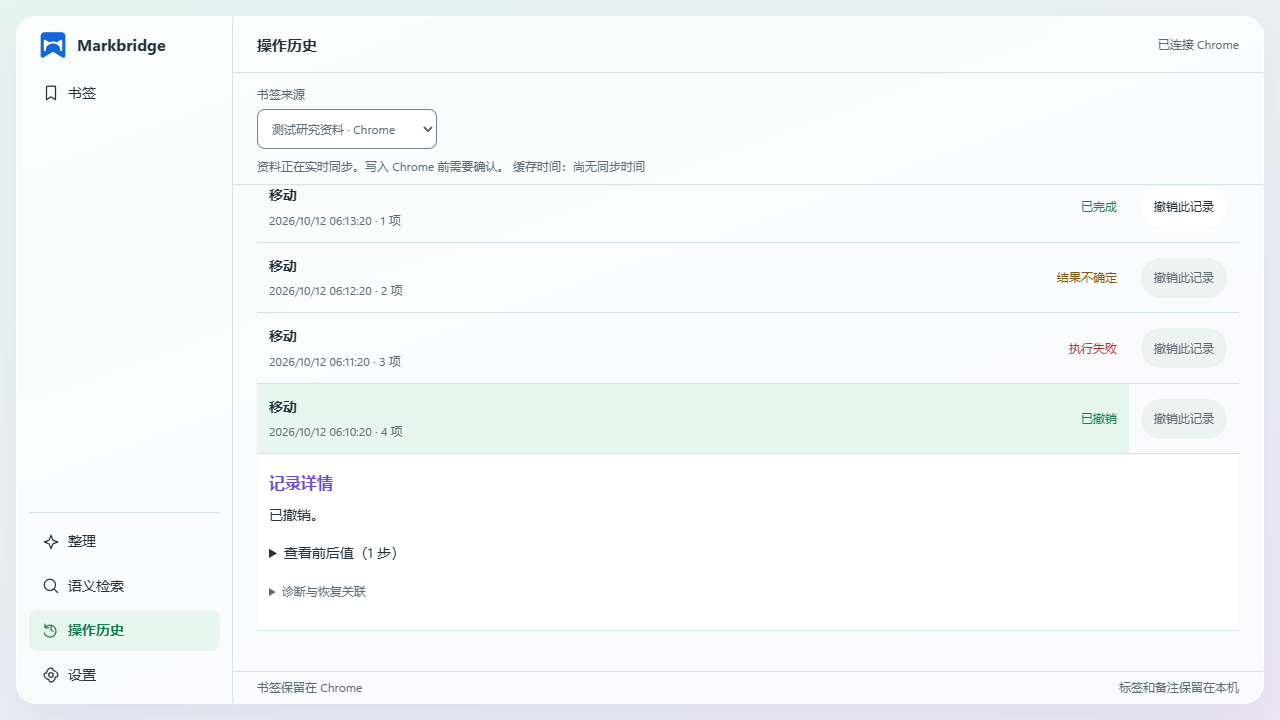 Markbridge
书签
整理
语义检索
操作历史
设置
操作历史
已连接 Chrome
书签来源
测试研究资料 · Chrome
资料正在实时同步。写入 Chrome 前需要确认。 缓存时间：尚无同步时间
移动
2026/10/12 06:13:20 · 1 项
已完成
撤销此记录
移动
2026/10/12 06:12:20 · 2 项
结果不确定
撤销此记录
移动
2026/10/12 06:11:20 · 3 项
执行失败
撤销此记录
移动
2026/10/12 06:10:20 · 4 项
已撤销
撤销此记录
记录详情
已撤销。
查看前后值（1 步）
诊断与恢复关联
书签保留在 Chrome
标签和备注保留在本机